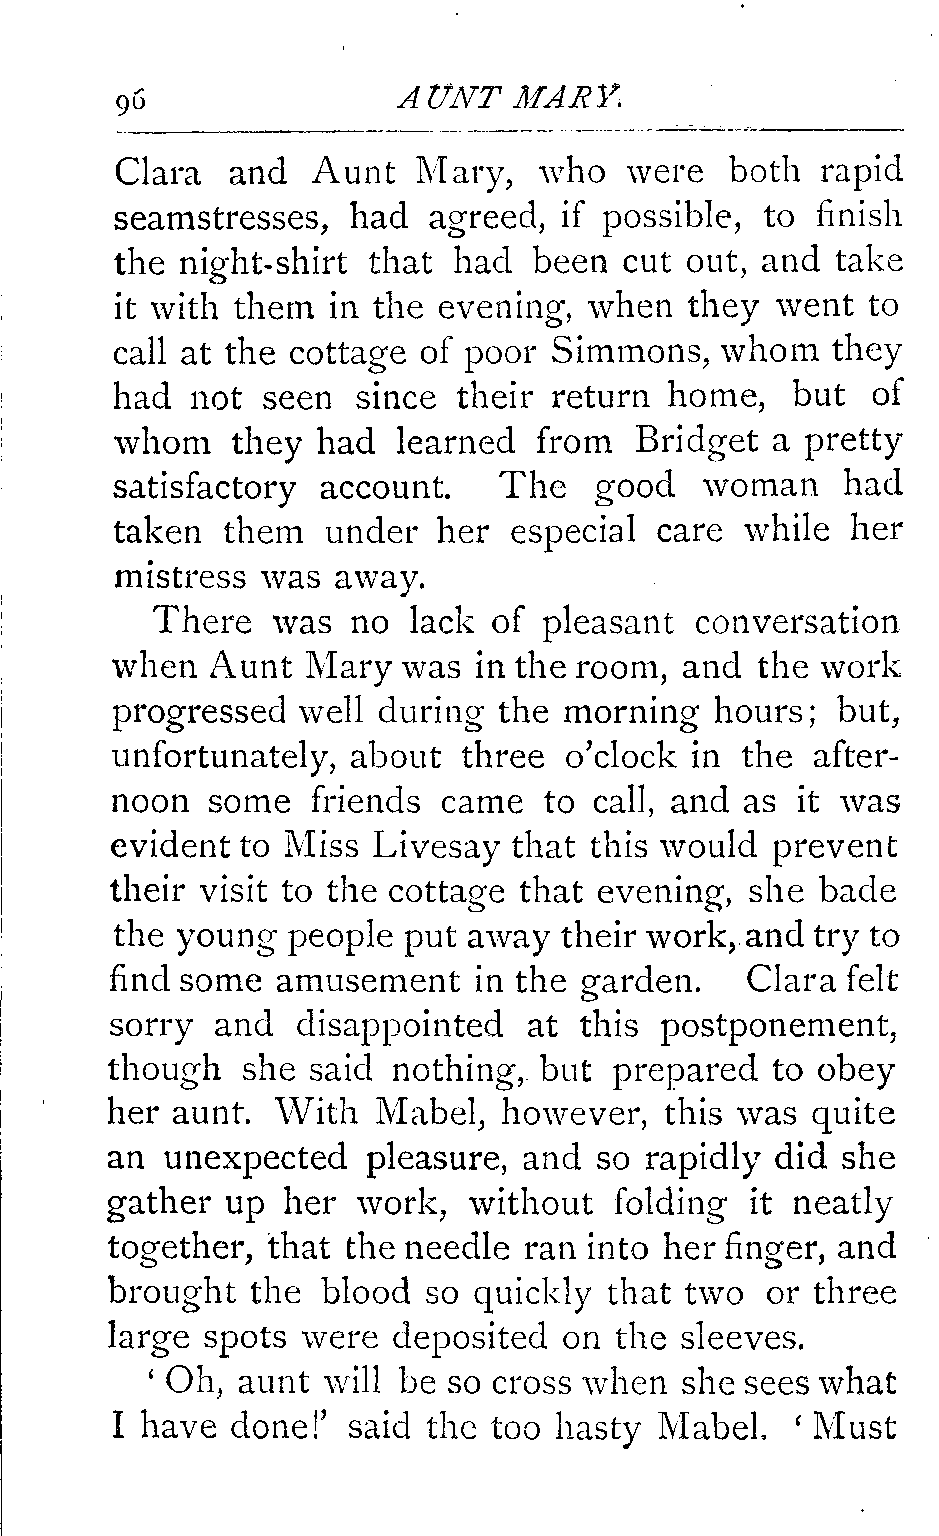 96 AUNT MARY.
Clara and Aunt Mary, who were both rapid
seamstresses, had agreed, if possible, to finish
the night-shirt that had been cut out, and take
it with them in the evening, when they went to
call at the cottage of poor Simmons, whom they
had not seen since their return home, but of
whom they had learned from Bridget a pretty
satisfactory account. The good woman had
taken them under her especial care while her
mistress was away.
There was no lack of pleasant conversation
when Aunt Mary was in the room, and the work
progressed well during the morning hours; but,
unfortunately, about three o'clock in the after-
noon some friends came to call, and as it was
evident to Miss Livesay that this would prevent
their visit to the cottage that evening, she bade
the young people put away their work, and try to
find some amusement in the garden. Clara felt
sorry and disappointed at this postponement,
though she said nothing, but prepared to obey
her aunt. With Mabel, however, this was quite
an unexpected pleasure, and so rapidly did she
gather up her work, without folding it neatly
together, that the needle ran into her finger, and
brought the blood so quickly that two or three
large spots were deposited on the sleeves.
‘Oh, aunt will be so cross when she sees what
I have done!’ said the too hasty Mabel. ‘Must